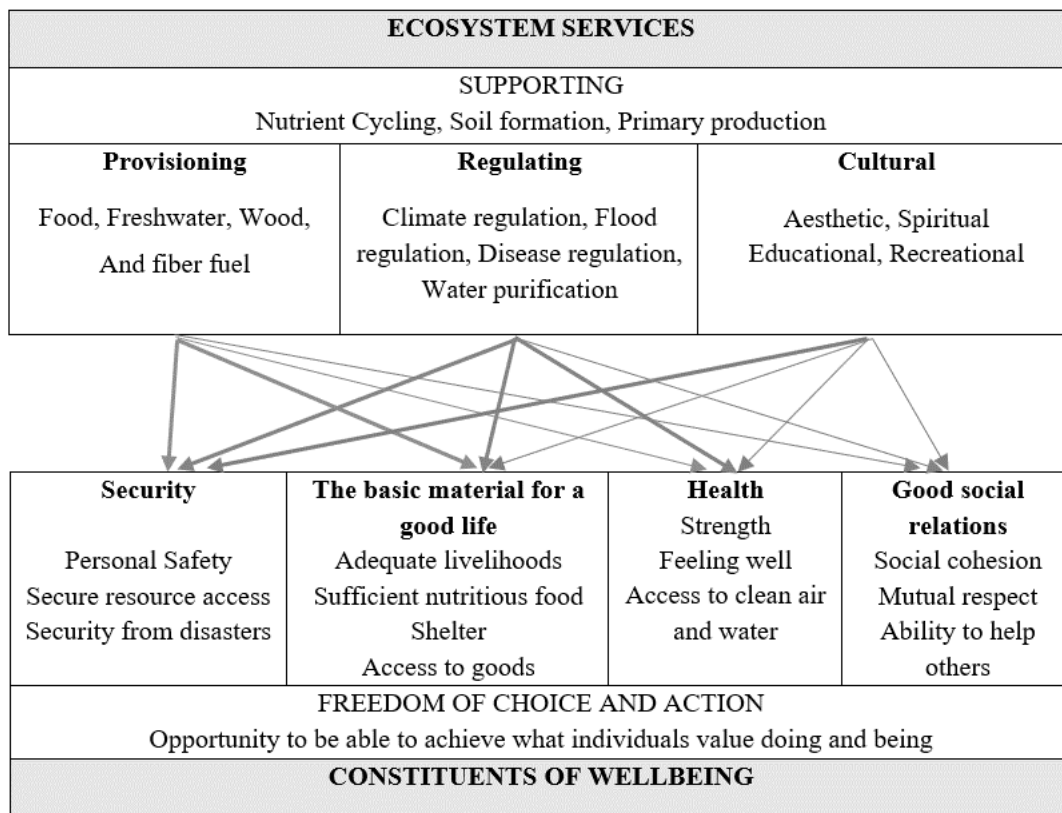 ECOSYSTEM SERVICES
SUPPORTING
Nutrient Cycling, Soil formation, Primary production
Provisioning
Food, Freshwater, Wood,
And fiber fuel
Regulating
Climate regulation, Flood
regulation, Disease regulation,
Water purification
Cultural
Aesthetic, Spiritual
Educational, Recreational
Security
Personal Safety
Secure resource access
Security from disasters
The basic material for a
good life
Adequate livelihoods
Sufficient nutritious food
Shelter
Access to goods
Health
Strength
Feeling well
Access to clean air
and water
Good social
relations
Social cohesion
Mutual respect
Ability to help
others
FREEDOM OF CHOICE AND ACTION
Opportunity to be able to achieve what individuals value doing and being
CONSTITUENTS OF WELLBEING